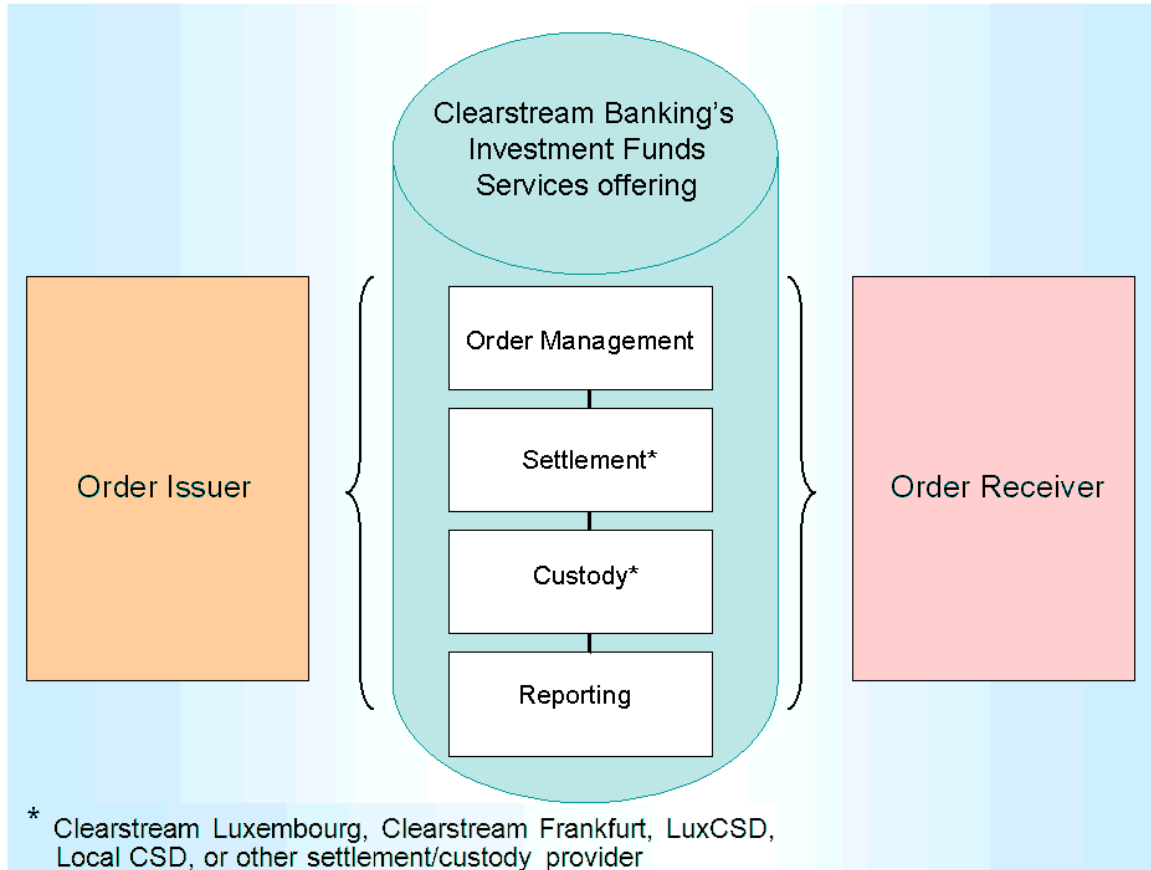 Clearstream Banking's
Investment Funds
Services offering
Order Issuer
Order Management
Settlement*
Custody*
Reporting
Order Receiver
* Clearstream Luxembourg, Clearstream Frankfurt, LuxCSD,
Local CSD, or other settlement/custody provider